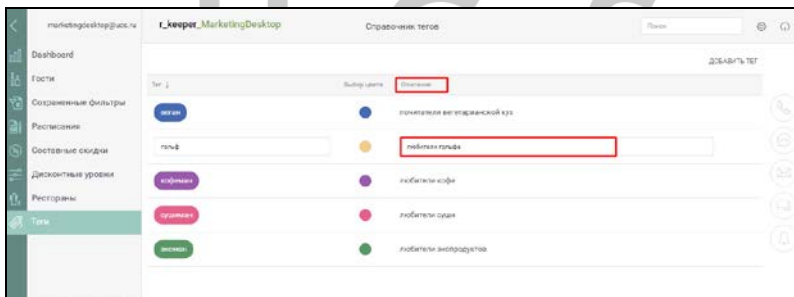 marketingdesktop@ucs.ru
r_keeper_MarketingDesktop
Справочник тегов
Поиск
Dashboard
ДОБАВИТЬ ТЕГ
Гости
Тег ↓
Выбор цвета
Описание
Сохраненные фильтры
веган
почитатели вегетарианской кух
Расписания
Составные скидки
гольф
любители гольфа
Дисконтные уровни
кофеман
любители кофе
Рестораны
Теги
сушиман
любители суши
экоман
любители экопродуктов